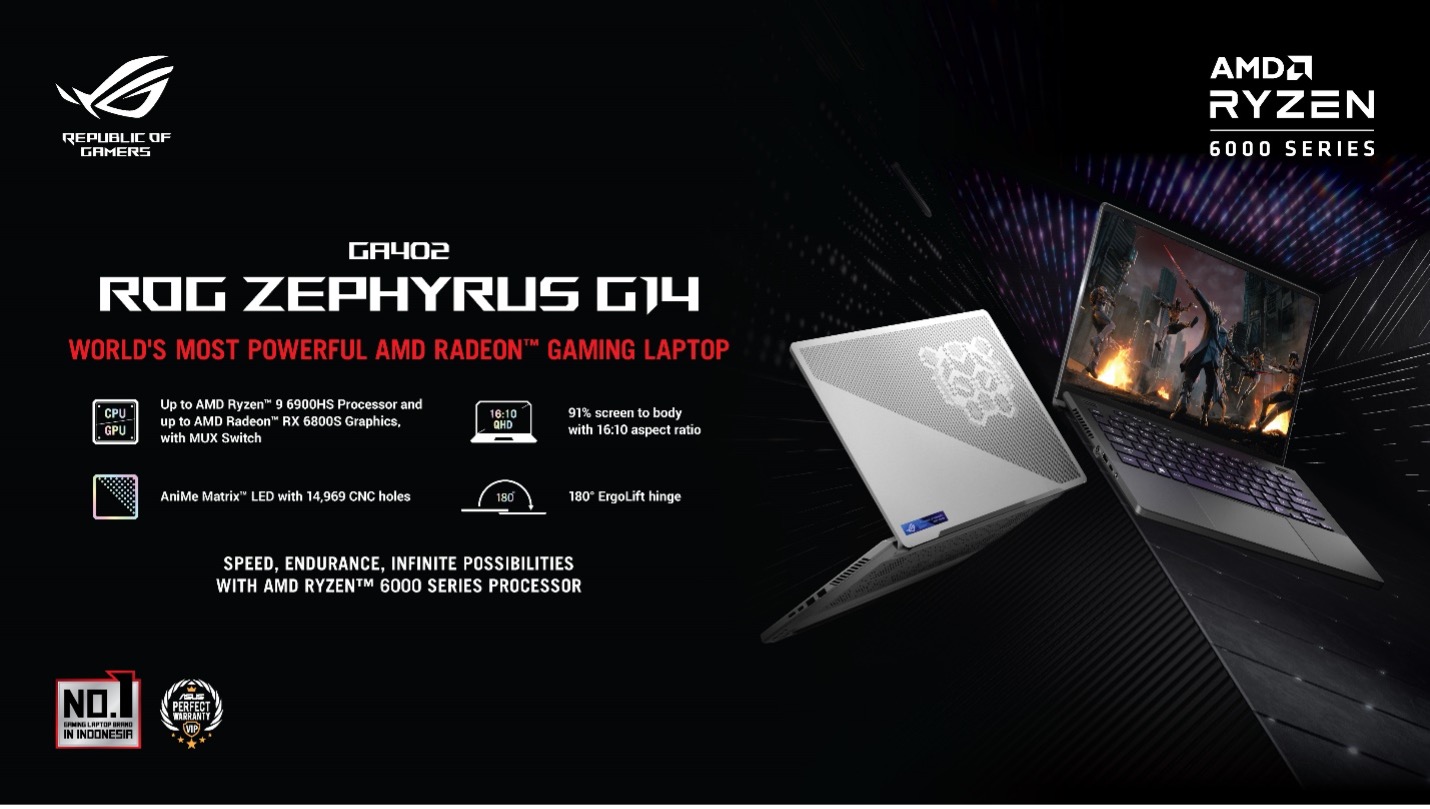 REPUBLIC OF
GAMERS
AMD
RYZEN
6000 SERIES
GA402
ROG ZEPHYRUS G14
WORLD'S MOST POWERFUL AMD RADEON™ GAMING LAPTOP
CPU
GPU
Up to AMD Ryzen™ 9 6900HS Processor and
up to AMD Radeon™ RX 6800S Graphics,
with MUX Switch
16:10
QHD
91% screen to body
with 16:10 aspect ratio
AniMe Matrix™ LED with 14,969 CNC holes
180°
180° ErgoLift hinge
SPEED, ENDURANCE, INFINITE POSSIBILITIES
WITH AMD RYZEN™ 6000 SERIES PROCESSOR
NO.1
GAMING LAPTOP BRAND
IN INDONESIA
ASUS
PERFECT
WARRANTY
VIP